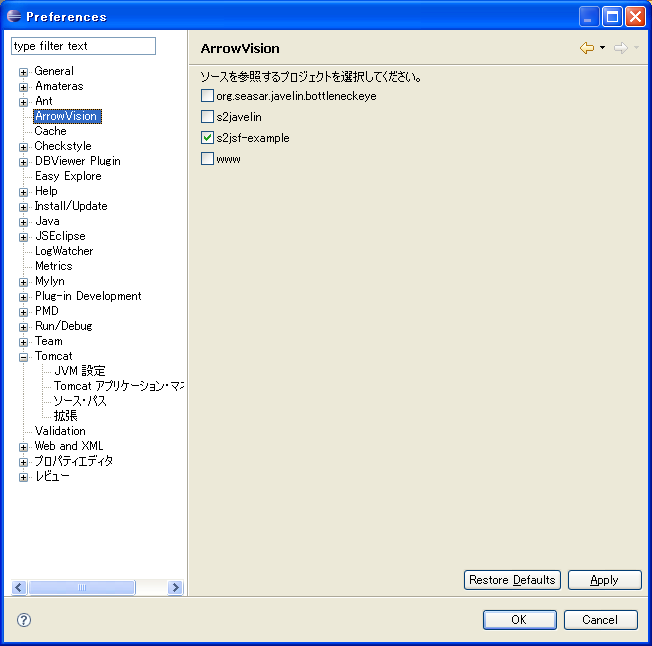 Preferences
type filter text
General
Amateras
Ant
ArrowVision
Cache
Checkstyle
DBViewer Plugin
Easy Explore
Help
Install/Update
Java
JSEclipse
LogWatcher
Metrics
Mylyn
Plug-in Development
PMD
Run/Debug
Team
Tomcat
JVM 設定
Tomcat アプリケーション・マネ
ソース・パス
拡張
Validation
Web and XML
プロパティエディタ
レビュー
ArrowVision
ソースを参照するプロジェクトを選択してください。
org.seasar.javelin.bottleneckeye
s2javelin
s2jsf-example
www
Restore Defaults
Apply
OK
Cancel